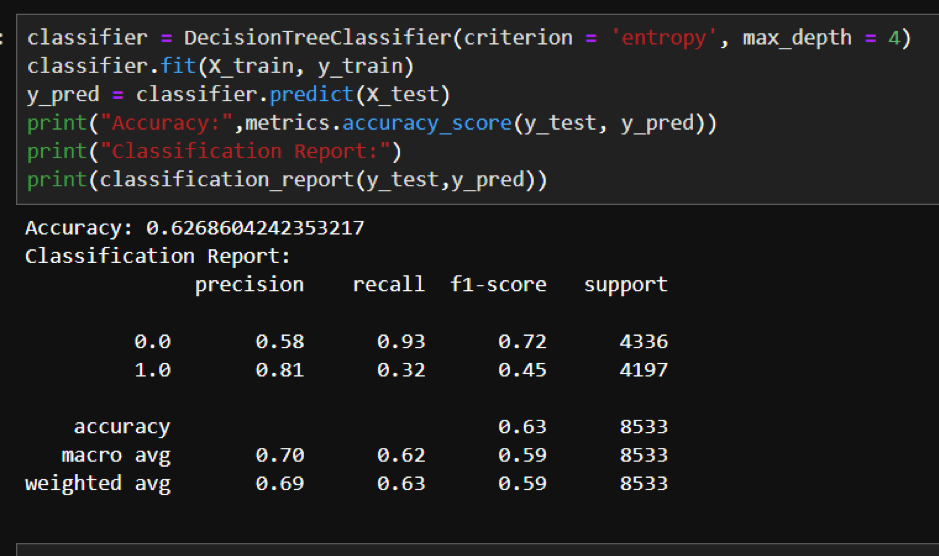 :
classifier = DecisionTreeClassifier(criterion = 'entropy', max_depth = 4)
classifier.fit(X_train, y_train)
y_pred = classifier.predict(X_test)
print("Accuracy:",metrics.accuracy_score(y_test, y_pred))
print("Classification Report:")
print(classification_report(y_test,y_pred))
Accuracy: 0.6268604242353217
Classification Report:
precision recall f1-score support
0.0 0.58 0.93 0.72 4336
1.0 0.81 0.32 0.45 4197
accuracy 0.63 8533
macro avg 0.70 0.62 0.59 8533
weighted avg 0.69 0.63 0.59 8533